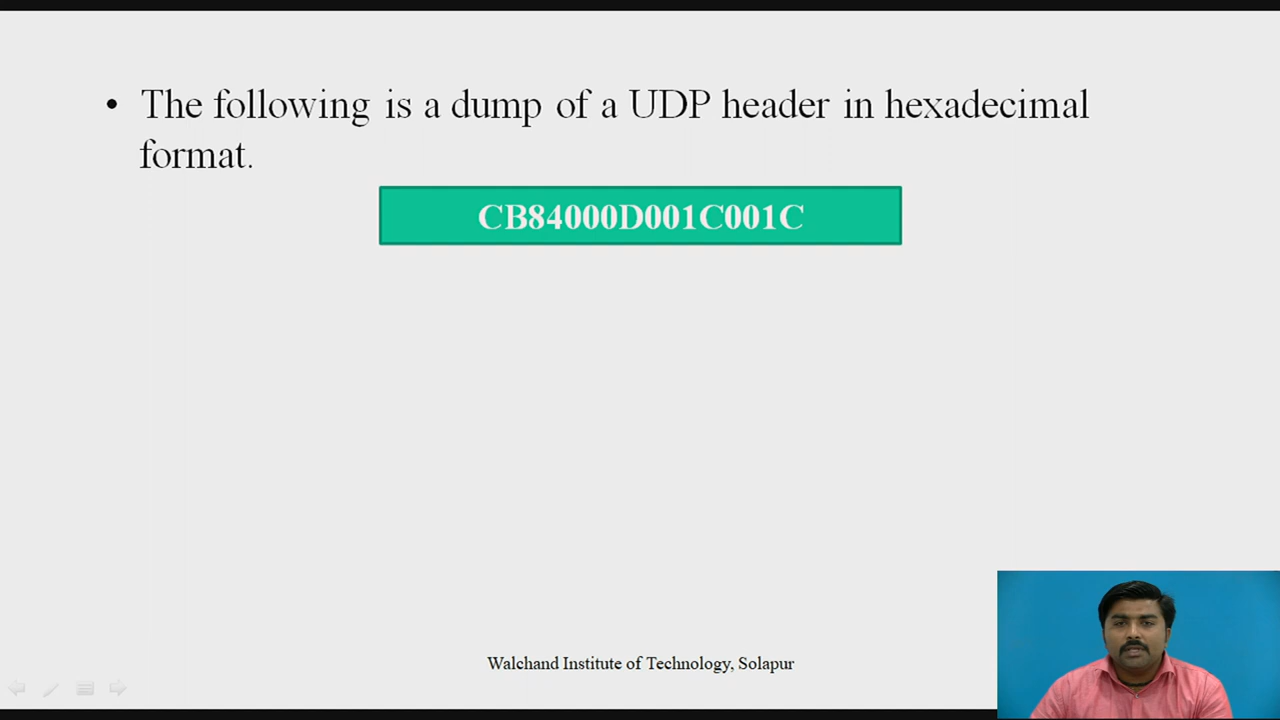 • The following is a dump of a UDP header in hexadecimal
format.
CB84000D001C001C
Walchand Institute of Technology, Solapur